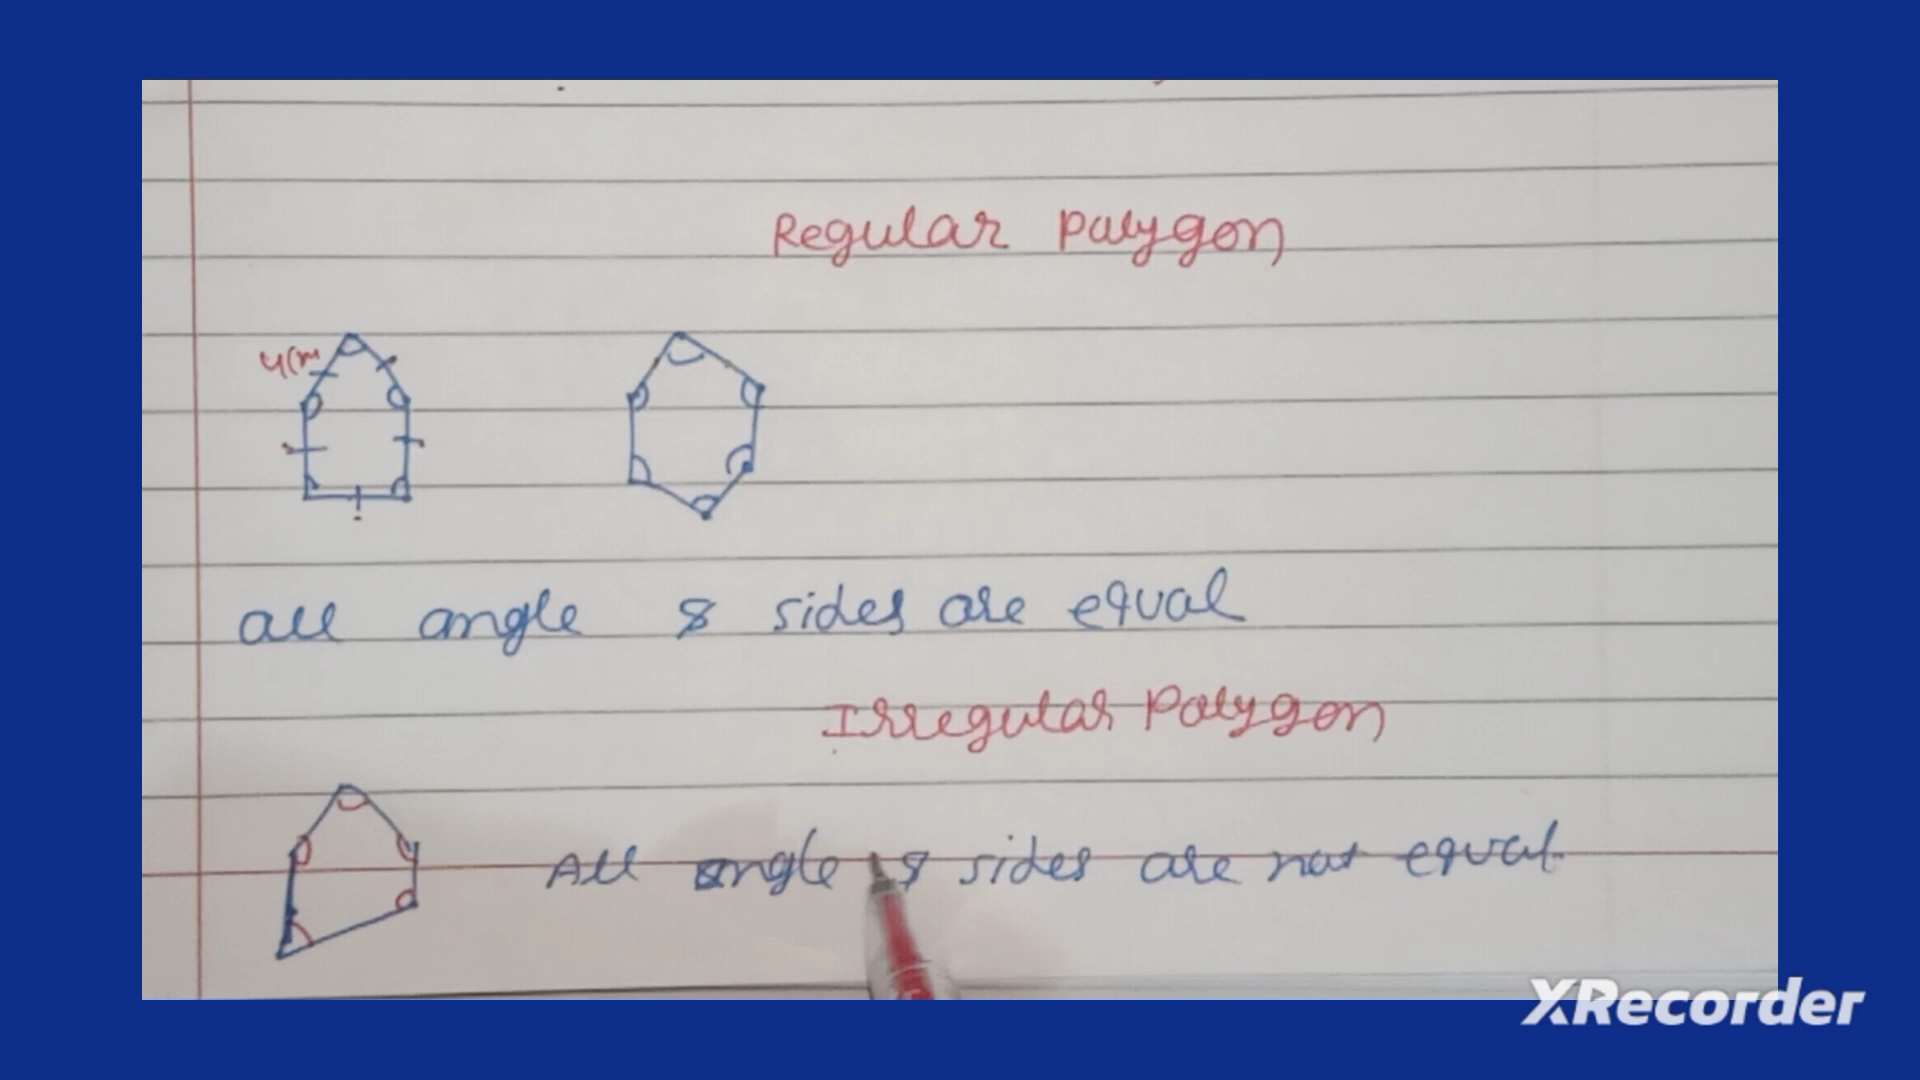 Regular Polygon
4cm
all angle & sides are equal
Irregular Polygon
All angle & sides are not equal
XRecorder